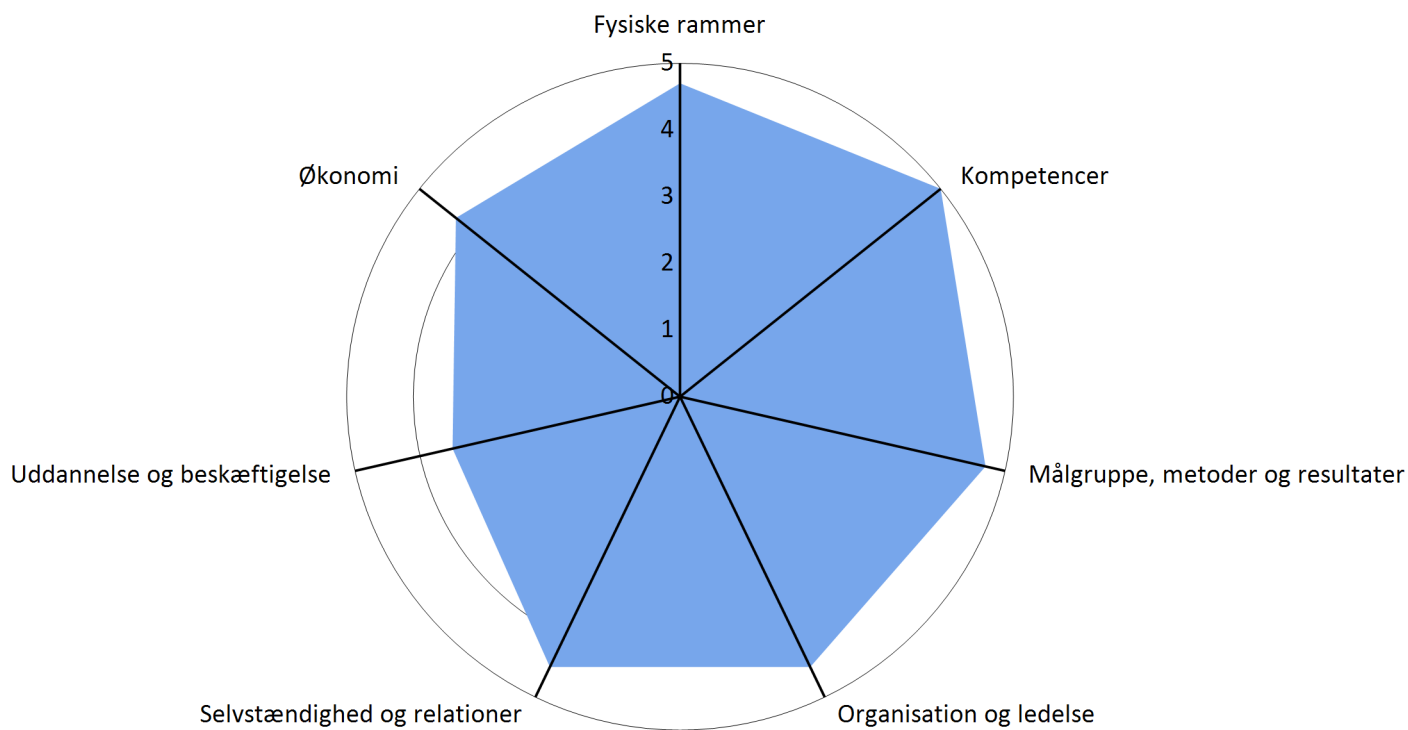 Fysiske rammer
5
4
Økonomi
Kompetencer
3
2
1
0
Uddannelse og beskæftigelse
Målgruppe, metoder og resultater
Selvstændighed og relationer
Organisation og ledelse